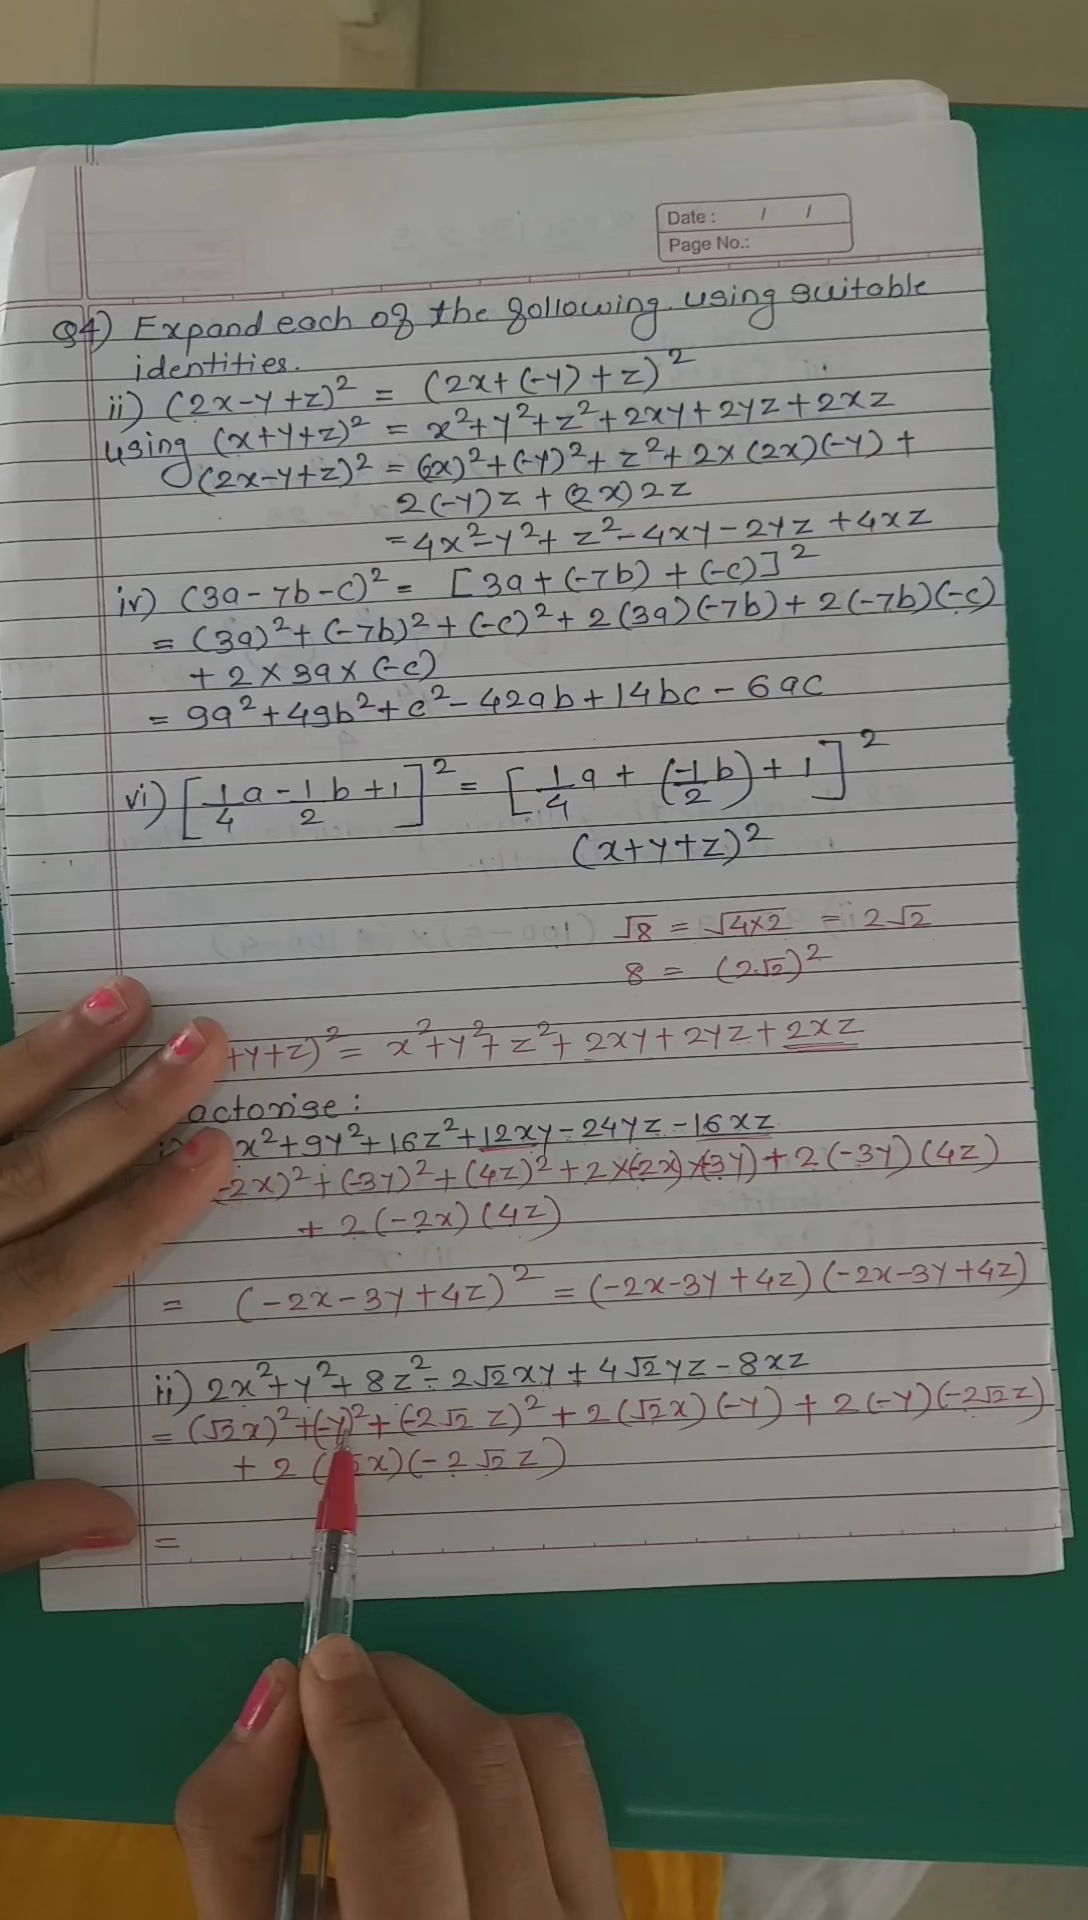 Date : / /
Page No.:
Q4) Expand each of the following using suitable
identities.
ii) (2x-y+z)² = (2x+(-y)+z)²
using (x+y+z)² = x²+y²+z²+2xy+2yz+2xz
(2x-y+z)² = (2x)²+(-y)²+z²+2×(2x)(-y)+
2(-y)z + (2x)2z
= 4x²-y²+z²-4xy-2yz+4xz
iv) (3a-7b-c)² = [3a+(-7b)+(-c)]²
= (3a)²+(-7b)²+(-c)²+2(3a)(-7b)+2(-7b)(-c)
+2×3a×(-c)
= 9a²+49b²+c²-42ab+14bc-6ac
vi) [1/4 a - 1/2 b + 1]² = [1/4 a + (-1/2 b) + 1]²
(x+y+z)²
√8 = √4×2 = 2√2
8 = (2√2)²
+y+z)² = x²+y²+z²+2xy+2yz+2xz
actorise :
x²+9y²+16z²+12xy-24yz-16xz
-2x)²+(-3y)²+(4z)²+2×(-2x)×(-3y)+2(-3y)(4z)
+2(-2x)(4z)
= (-2x-3y+4z)² = (-2x-3y+4z)(-2x-3y+4z)
ii) 2x²+y²+8z²-2√2xy+4√2yz-8xz
= (√2x)²+(-y)²+(-2√2z)²+2(√2x)(-y)+2(-y)(-2√2z)
+2(√2x)(-2√2z)
=